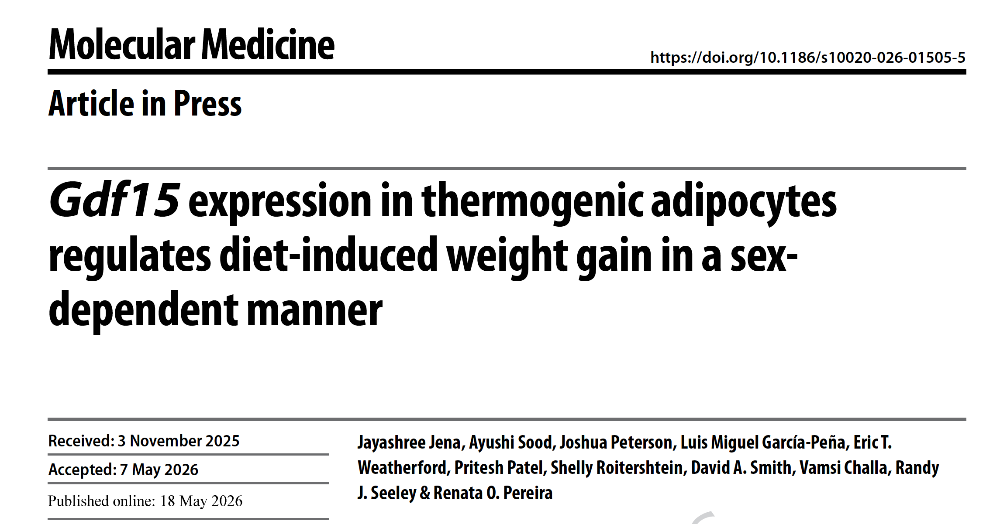 Molecular Medicine
https://doi.org/10.1186/s10020-026-01505-5
Article in Press
Gdf15 expression in thermogenic adipocytes
regulates diet-induced weight gain in a sex-
dependent manner
Received: 3 November 2025
Accepted: 7 May 2026
Published online: 18 May 2026
Jayashree Jena, Ayushi Sood, Joshua Peterson, Luis Miguel García-Peña, Eric T.
Weatherford, Pritesh Patel, Shelly Roitershtein, David A. Smith, Vamsi Challa, Randy
J. Seeley & Renata O. Pereira